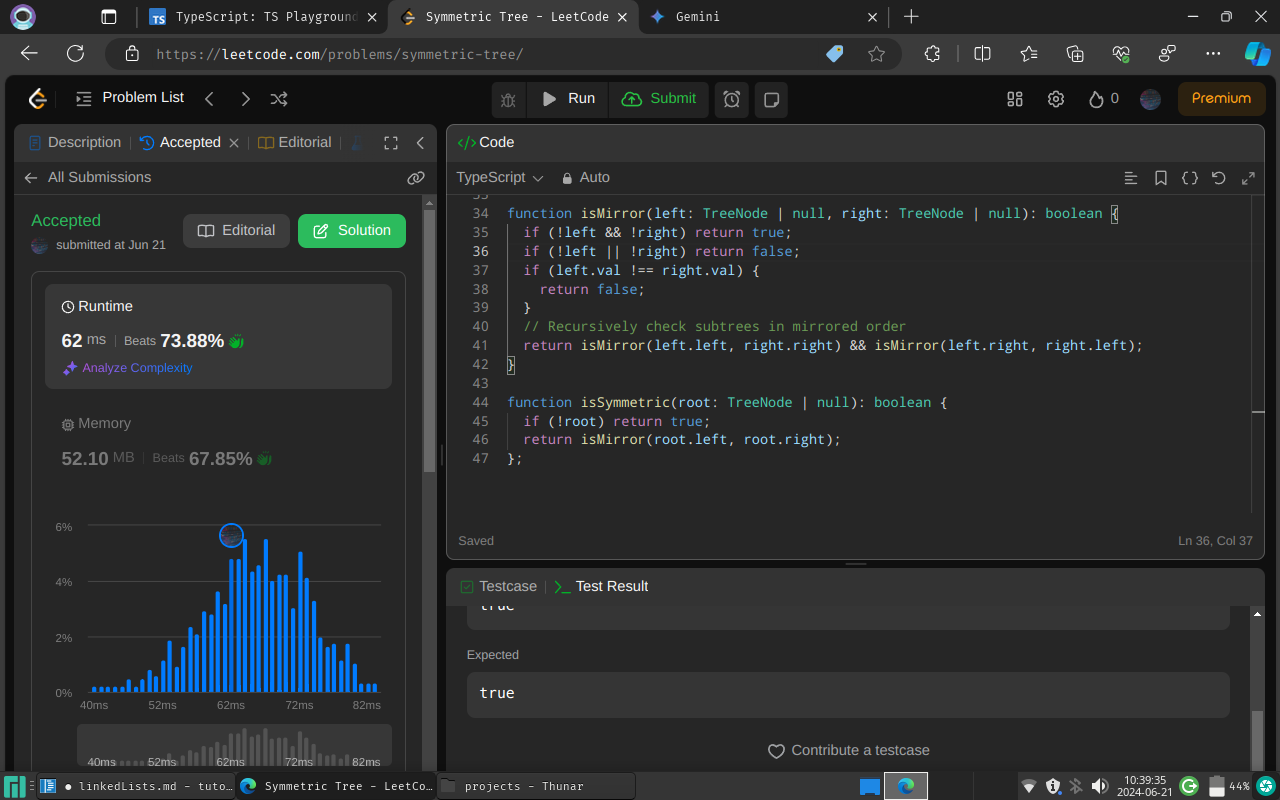 TypeScript: TS Playground
Symmetric Tree - LeetCode
Gemini
https://leetcode.com/problems/symmetric-tree/
Problem List
Run
Submit
0
Premium
Description
Accepted
Editorial
All Submissions
Accepted
submitted at Jun 21
Editorial
Solution
Runtime
62 ms | Beats 73.88%
Analyze Complexity
Memory
52.10 MB | Beats 67.85%
6%
4%
2%
0%
40ms 52ms 62ms 72ms 82ms
40ms 52ms 62ms 72ms 82ms
</> Code
TypeScript
Auto
34 function isMirror(left: TreeNode | null, right: TreeNode | null): boolean {
35 if (!left && !right) return true;
36 if (!left || !right) return false;
37 if (left.val !== right.val) {
38 return false;
39 }
40 // Recursively check subtrees in mirrored order
41 return isMirror(left.left, right.right) && isMirror(left.right, right.left);
42 }
43
44 function isSymmetric(root: TreeNode | null): boolean {
45 if (!root) return true;
46 return isMirror(root.left, root.right);
47 };
Saved
Ln 36, Col 37
Testcase
Test Result
true
Expected
true
Contribute a testcase
● linkedLists.md - tuto...
Symmetric Tree - LeetCo...
projects - Thunar
44%
10:39:35
2024-06-21